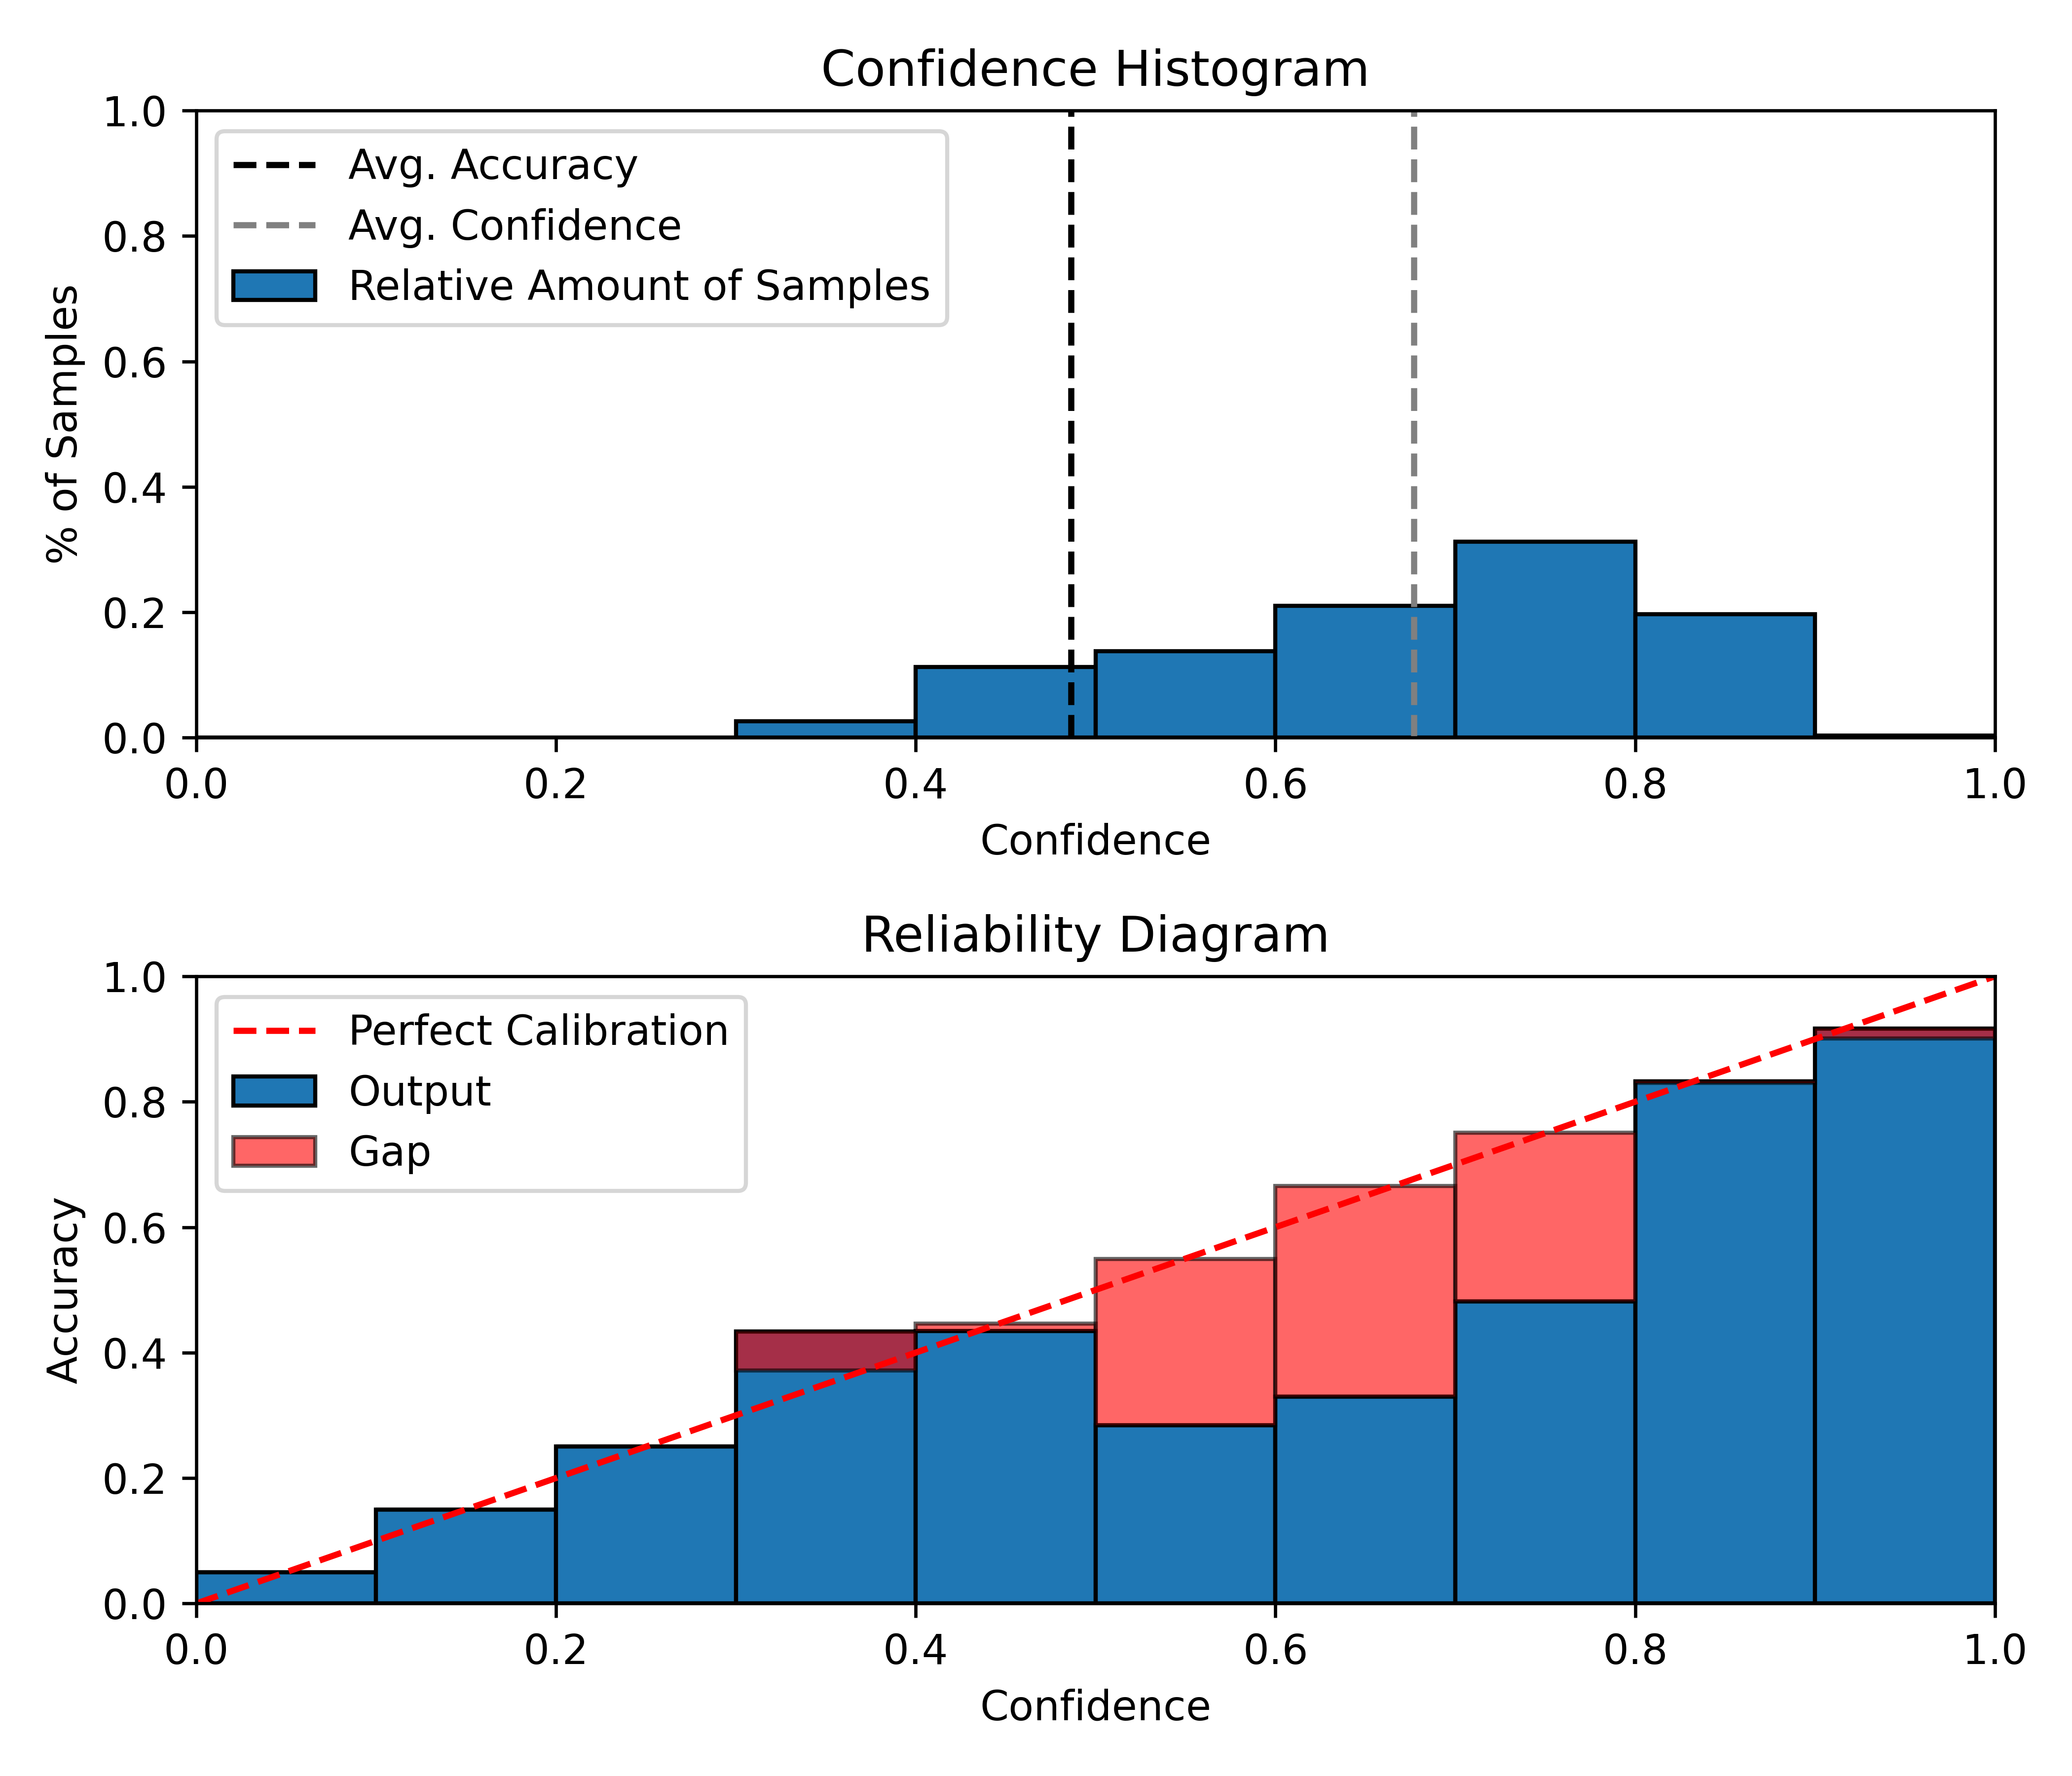 Confidence Histogram
1.0
0.8
0.6
0.4
0.2
0.0
% of Samples
Avg. Accuracy
Avg. Confidence
Relative Amount of Samples
0.0 0.2 0.4 0.6 0.8 1.0
Confidence
Reliability Diagram
1.0
0.8
0.6
0.4
0.2
0.0
Accuracy
Perfect Calibration
Output
Gap
0.0 0.2 0.4 0.6 0.8 1.0
Confidence